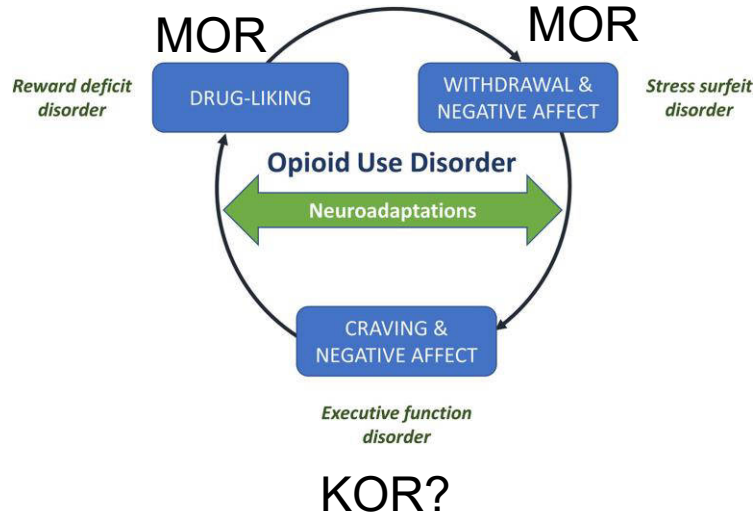 MOR
MOR
Reward deficit
disorder
DRUG-LIKING
WITHDRAWAL &
NEGATIVE AFFECT
Stress surfeit
disorder
Opioid Use Disorder
Neuroadaptations
CRAVING &
NEGATIVE AFFECT
Executive function
disorder
KOR?